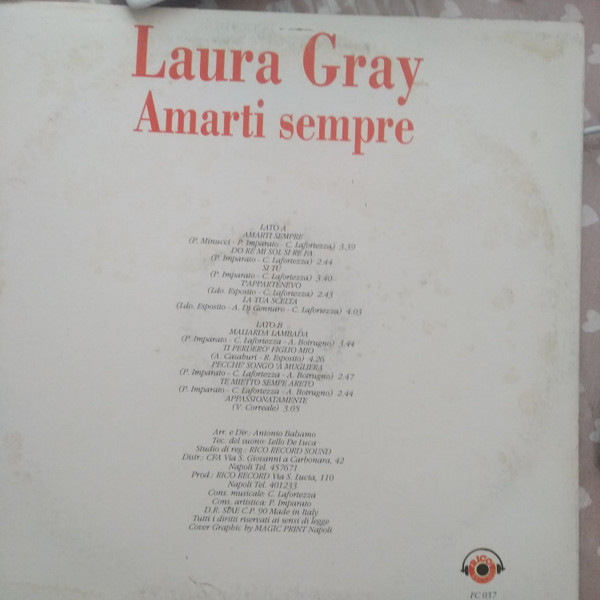 Laura Gray
Amarti sempre
LATO A
AMARTI SEMPRE
(P. Minucci - P. Imparato - C. Lafortezza) 3.39
DO RE MI SOL SI RE FA
(P. Imparato - C. Lafortezza) 2.44
SI TU
(P. Imparato - C. Lafortezza) 3.40
T'APPARTENEVO
(Ldo. Esposito - C. Lafortezza) 2.43
LA TUA SCELTA
(Ldo. Esposito - A. Di Gennaro - C. Lafortezza) 4.03
LATO B
MALIARDA LAMBADA
(P. Imparato - C. Lafortezza - A. Botrugno) 3.44
TI PERDERO' FIGLIO MIO
(A. Casaburi - R. Esposito) 4.26
PECCHE' SONGO 'A MUGLIERA
(P. Imparato - C. Lafortezza - A. Botrugno) 2.47
TE MIETTO SEMPE ARETO
(P. Imparato - C. Lafortezza - A. Botrugno) 2.44
APPASSIONATAMENTE
(V. Correale) 3.05
Arr. e Dir.: Antonio Balsamo
Tec. del suono: Lello De Luca
Studio di reg.: RICO RECORD SOUND
Distr.: CFA Via S. Giovanni a Carbonara, 42
Napoli Tel. 457671
Prod.: RICO RECORD Via S. Lucia, 110
Napoli Tel. 401233
Cons. musicale: C. Lafortezza
Cons. artistica: P. Imparato
D.R. SIAE C.P. 90 Made in Italy
Tutti i diritti riservati ai sensi di legge
Cover Graphic by MAGIC PRINT Napoli
RICO
FC 037